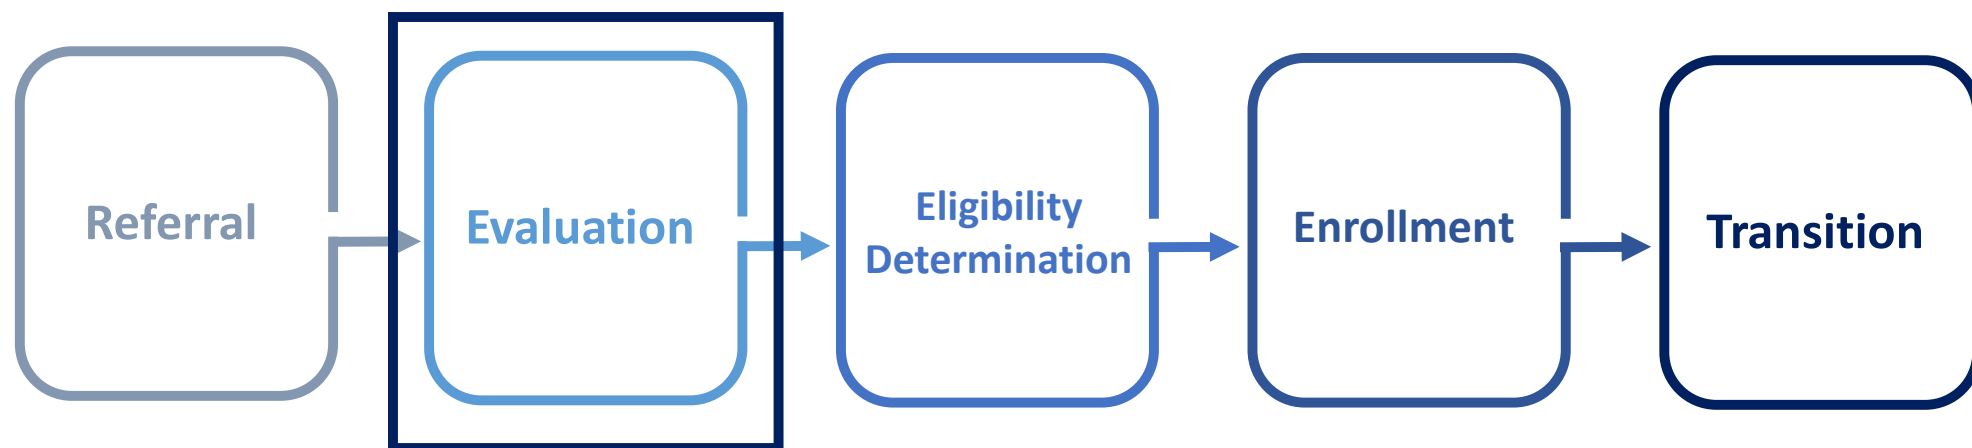 Referral
Evaluation
Eligibility
Determination
Enrollment
Transition